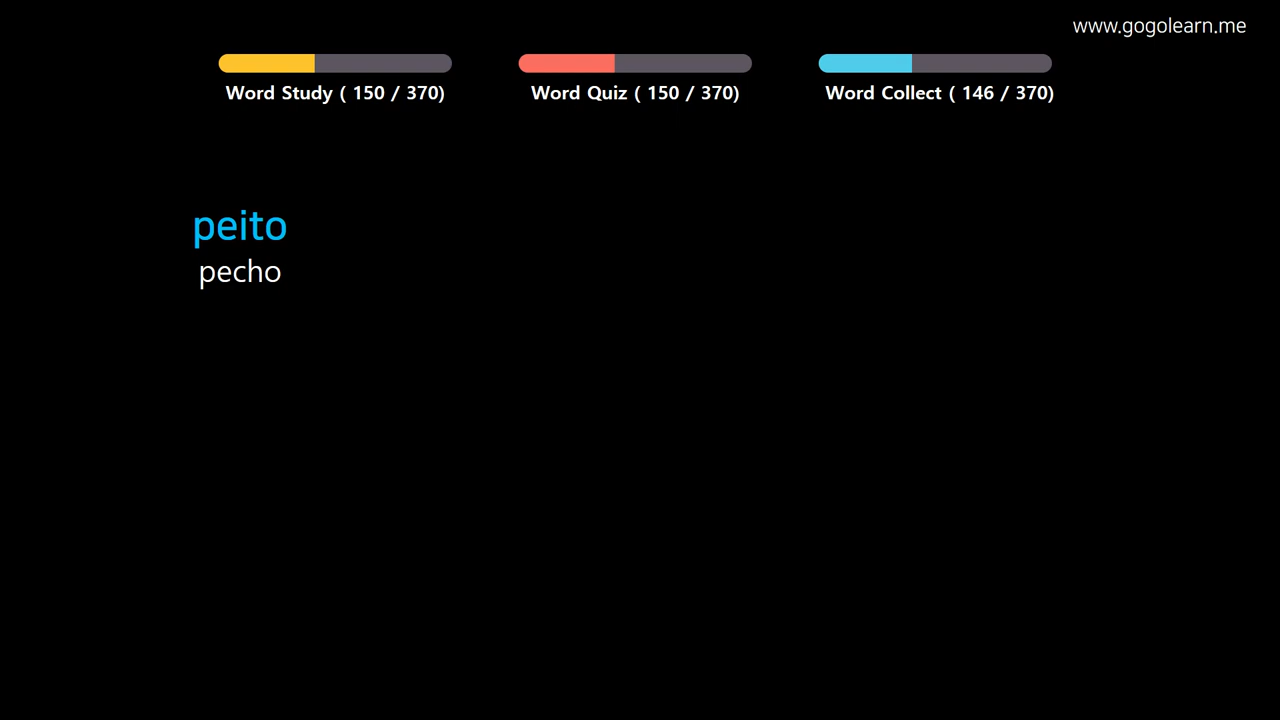 www.gogolearn.me
Word Study ( 150 / 370)
Word Quiz ( 150 / 370)
Word Collect ( 146 / 370)
peito
pecho